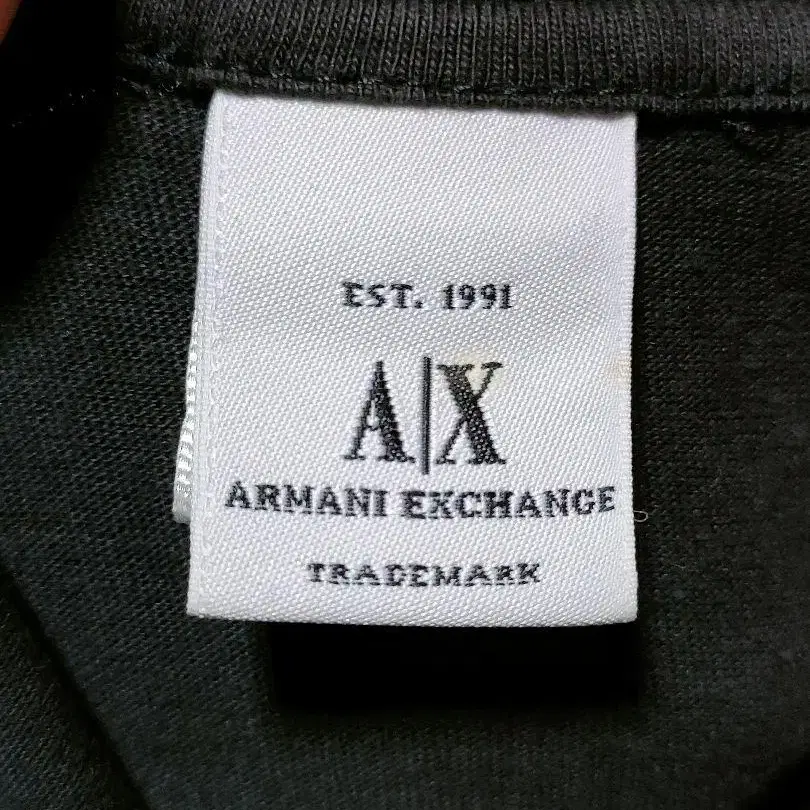 EST. 1991
A|X
ARMANI EXCHANGE
TRADEMARK